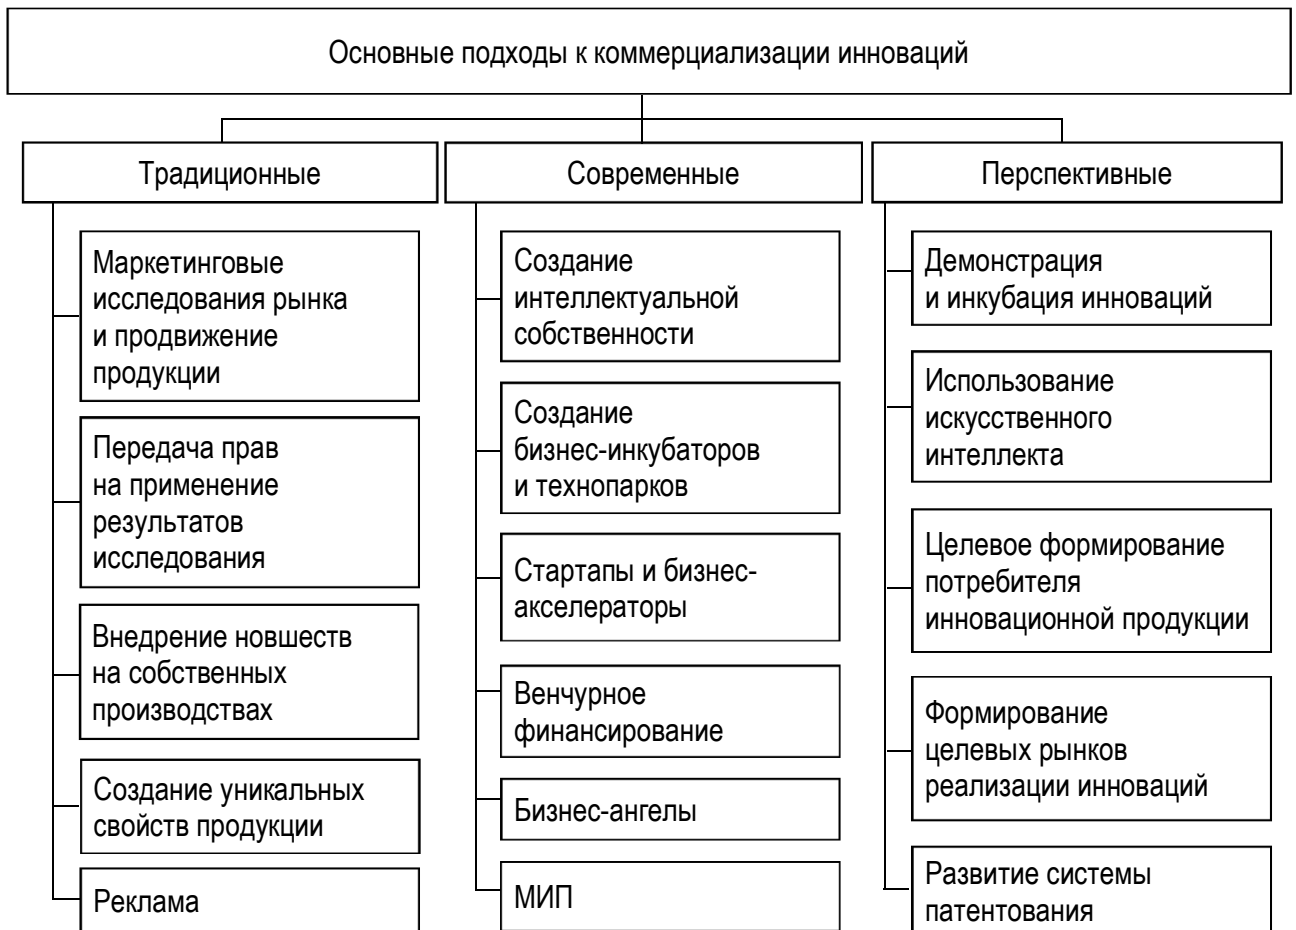 Основные подходы к коммерциализации инноваций
Традиционные
Маркетинговые
исследования рынка
и продвижение
продукции
Передача прав
на применение
результатов
исследования
Внедрение новшеств
на собственных
производствах
Создание уникальных
свойств продукции
Реклама
Современные
Создание
интеллектуальной
собственности
Создание
бизнес-инкубаторов
и технопарков
Стартапы и бизнес-
акселераторы
Венчурное
финансирование
Бизнес-ангелы
МИП
Перспективные
Демонстрация
и инкубация инноваций
Использование
искусственного
интеллекта
Целевое формирование
потребителя
инновационной продукции
Формирование
целевых рынков
реализации инноваций
Развитие системы
патентования